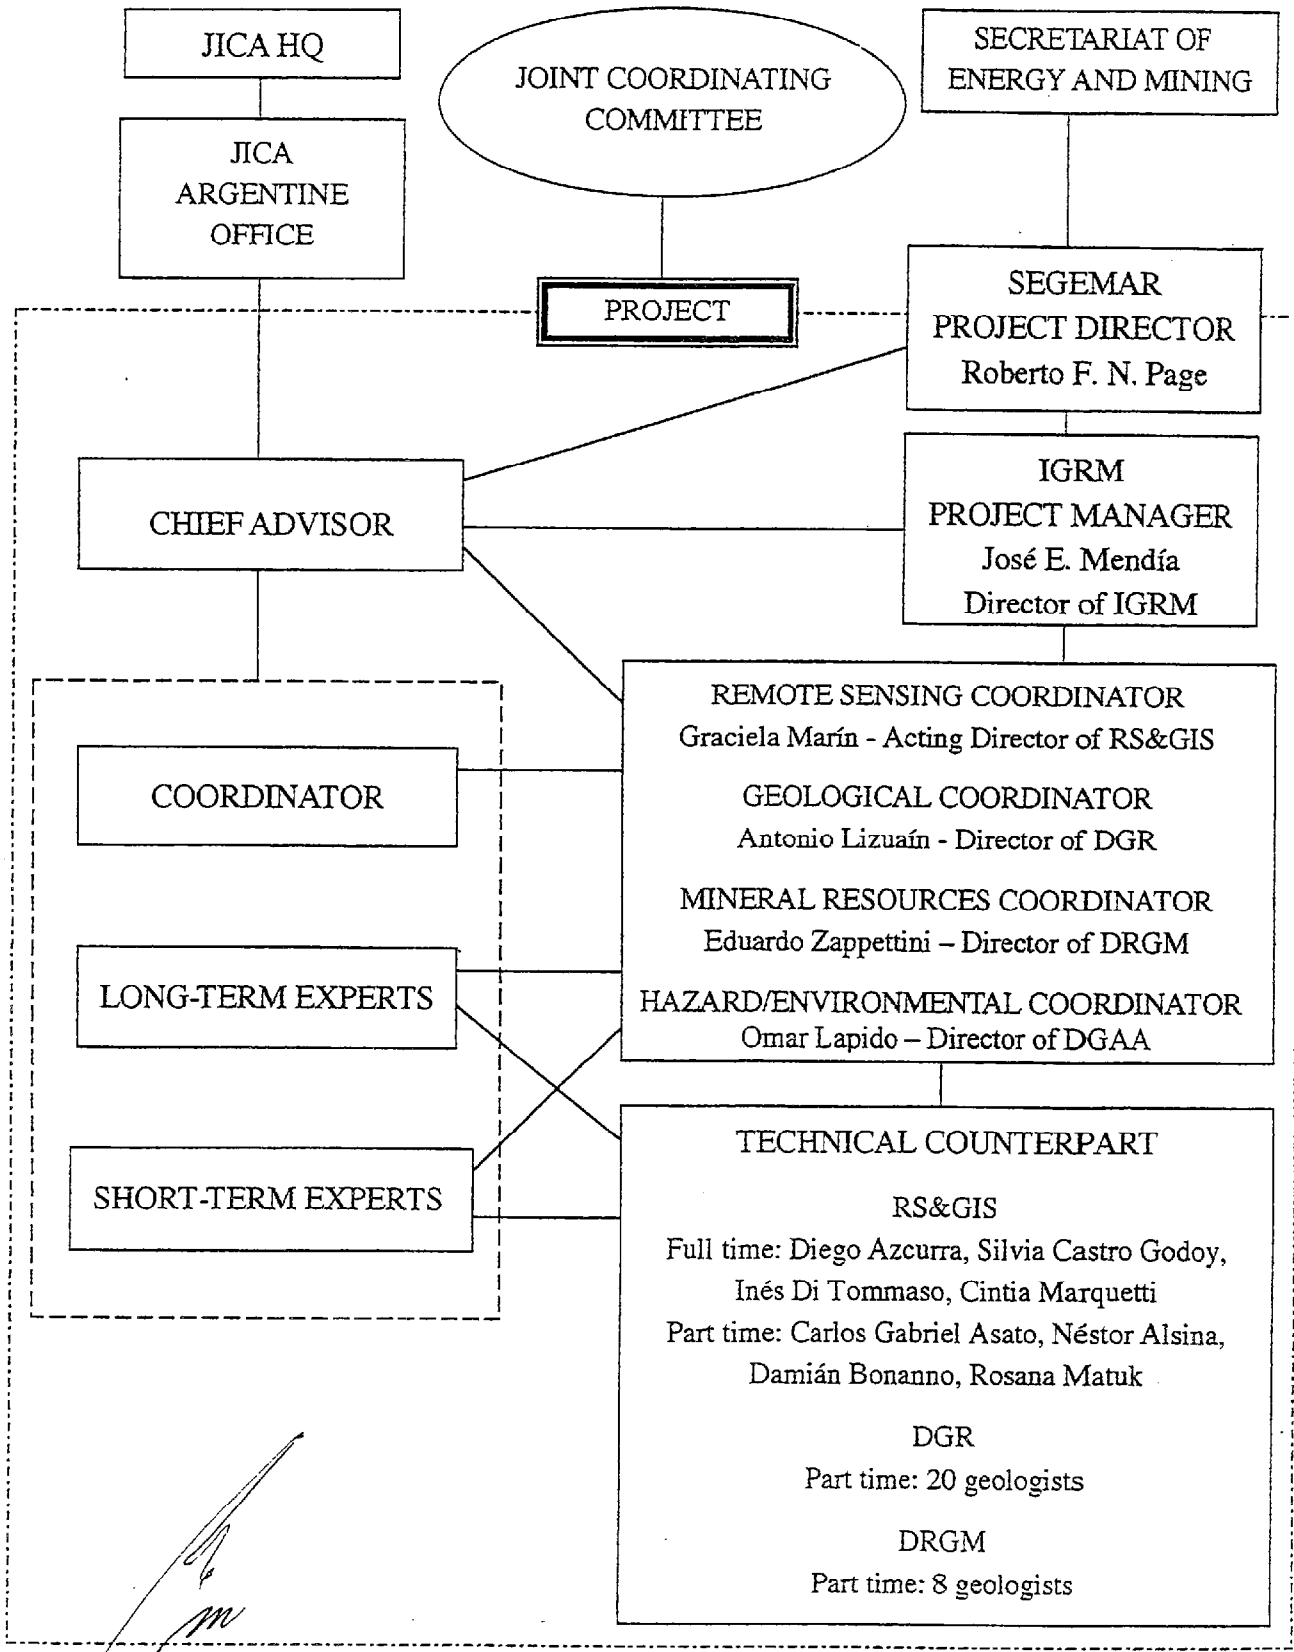 JICA HQ
JOINT COORDINATING
COMMITTEE
SECRETARIAT OF
ENERGY AND MINING
JICA
ARGENTINE
OFFICE
PROJECT
SEGEMAR
PROJECT DIRECTOR
Roberto F. N. Page
CHIEF ADVISOR
IGRM
PROJECT MANAGER
José E. Mendía
Director of IGRM
REMOTE SENSING COORDINATOR
Graciela Marín - Acting Director of RS&GIS
GEOLOGICAL COORDINATOR
Antonio Lizuaín - Director of DGR
MINERAL RESOURCES COORDINATOR
Eduardo Zappettini – Director of DRGM
HAZARD/ENVIRONMENTAL COORDINATOR
Omar Lapido – Director of DGAA
COORDINATOR
LONG-TERM EXPERTS
SHORT-TERM EXPERTS
TECHNICAL COUNTERPART
RS&GIS
Full time: Diego Azcurra, Silvia Castro Godoy,
Inés Di Tommaso, Cintia Marquetti
Part time: Carlos Gabriel Asato, Néstor Alsina,
Damián Bonanno, Rosana Matuk
DGR
Part time: 20 geologists
DRGM
Part time: 8 geologists